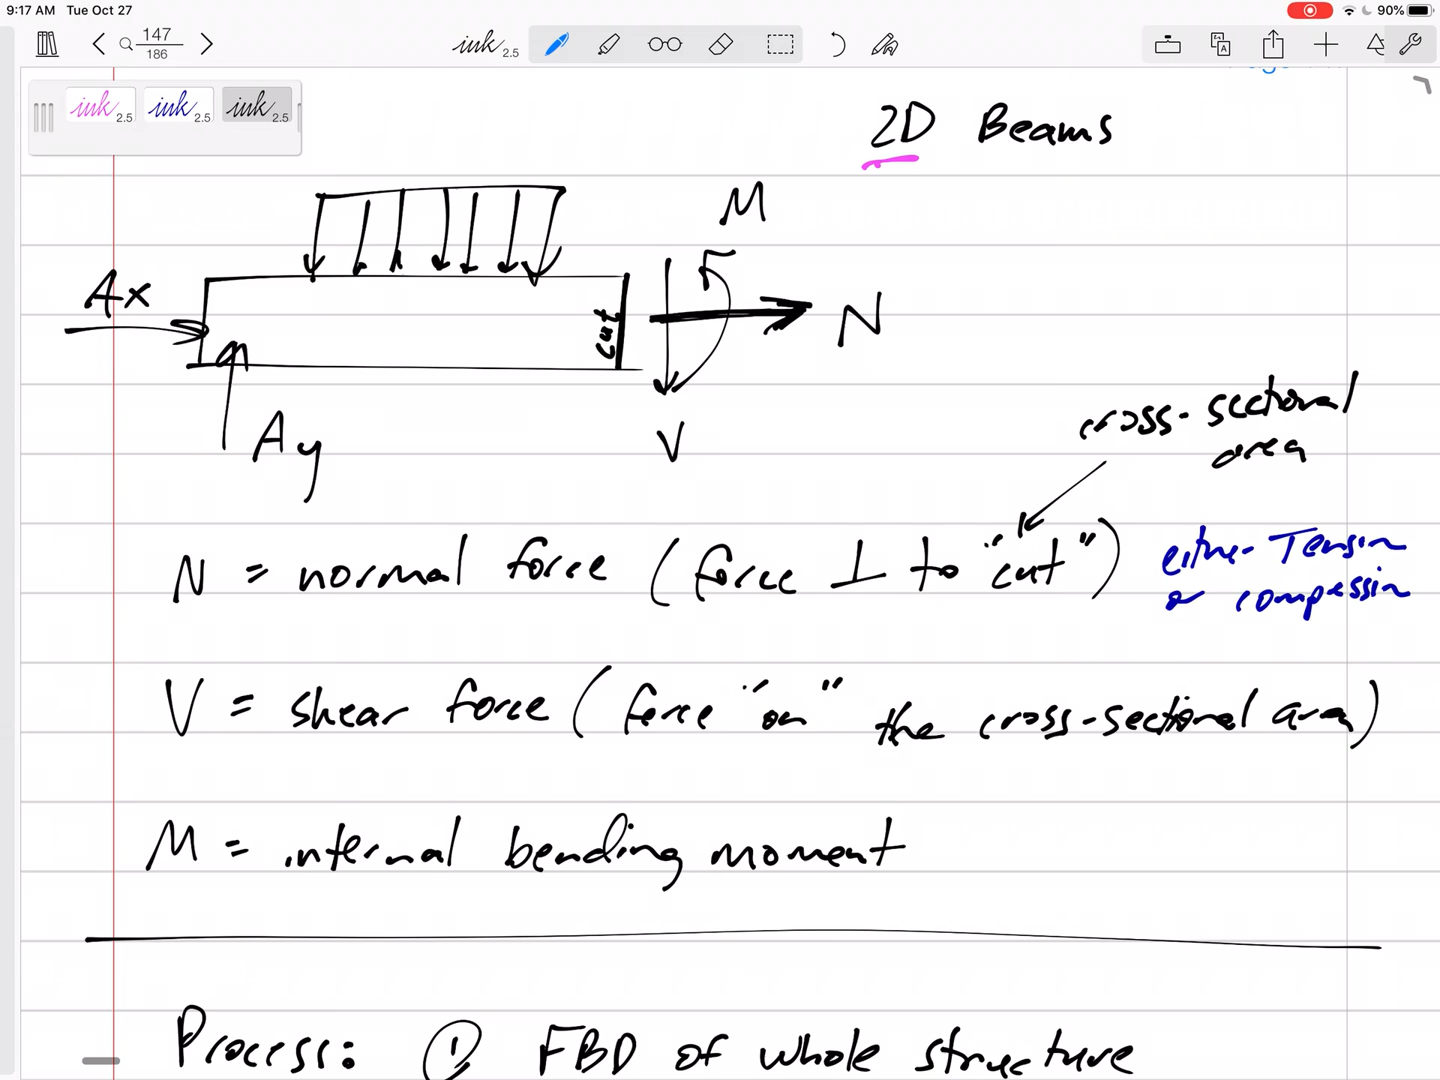 9:17 AM Tue Oct 27
90%
147
186
ink 2.5
ink 2.5 ink 2.5 ink 2.5
2D Beams
M
Ax
cut
N
Ay
V
cross-sectional
area
N = normal force (force ⊥ to "cut")
either Tension
or compression
V = shear force (force "on" the cross-sectional area)
M = internal bending moment
Process: ① FBD of whole structure